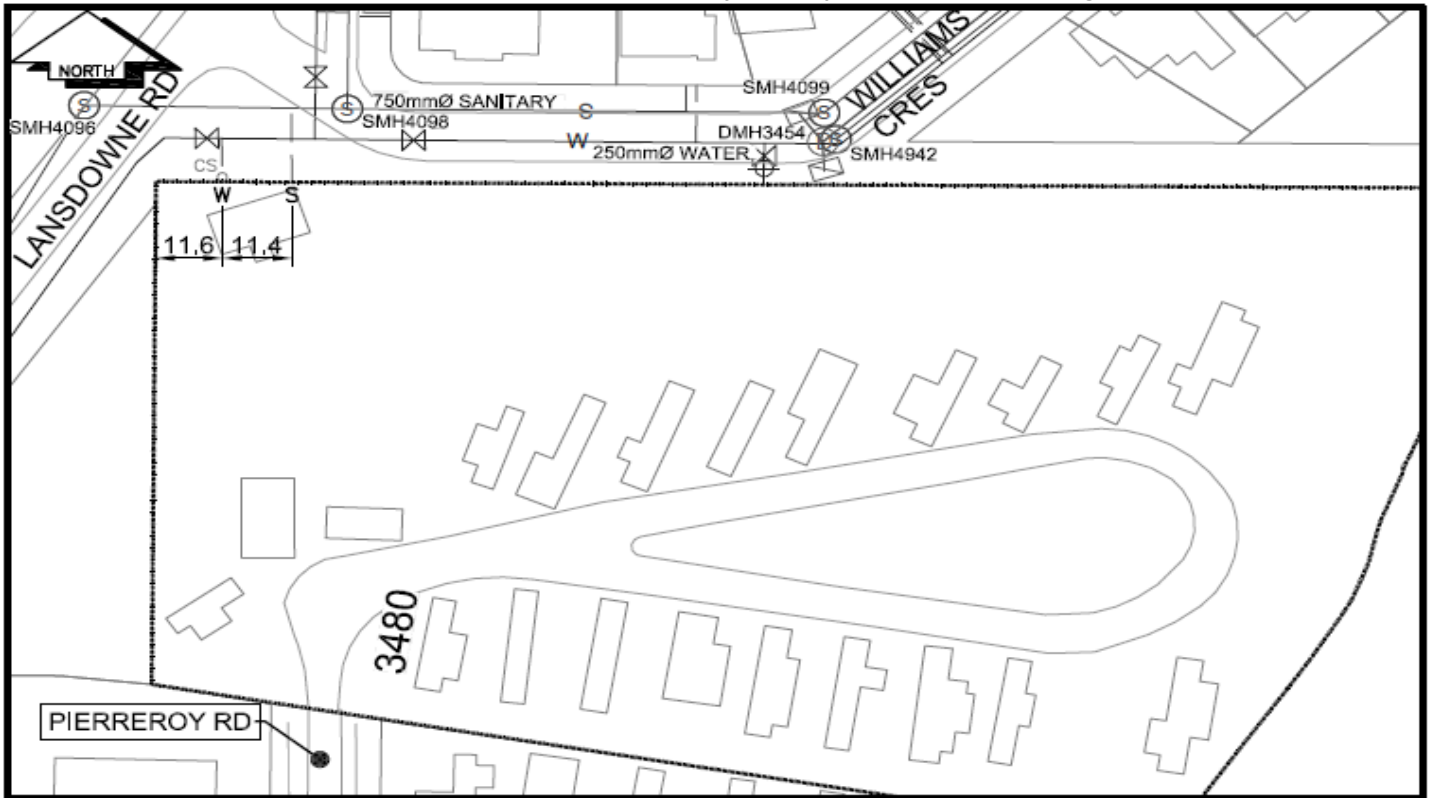 NORTH
LANSDOWNE RD
S
SMH4096
S
SMH4098
750mmØ SANITARY
S
W
250mmØ WATER
SMH4099
S
WILLIAMS
CRES
DMH3454
S
SMH4942
CS
W
S
11.6
11.4
3480
PIERREROY RD